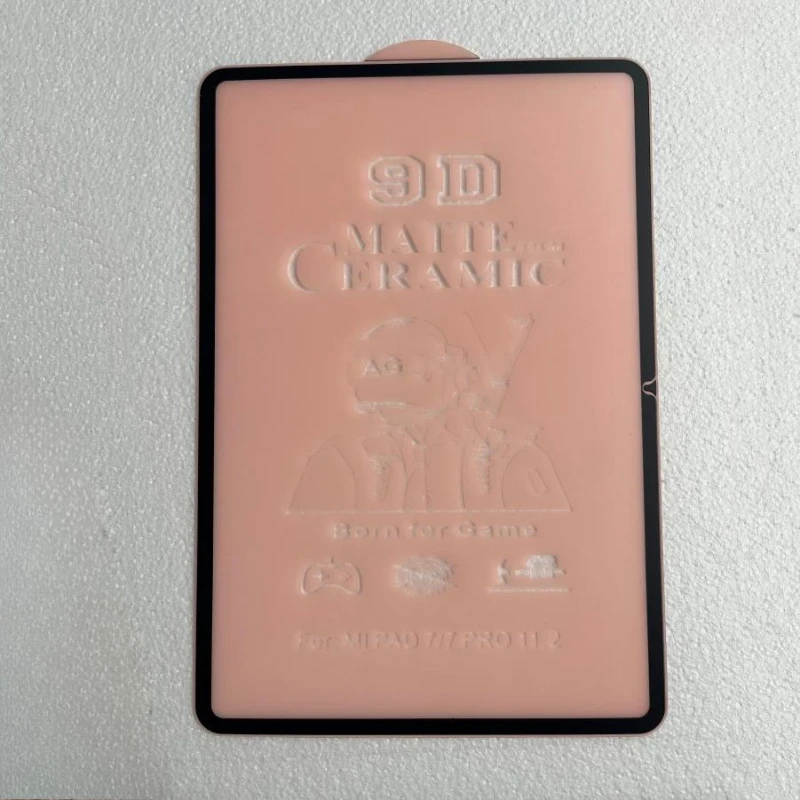 9D
MATTE
CERAMIC
AG
Born for Game
For MI PAD 7/7 PRO 11.2